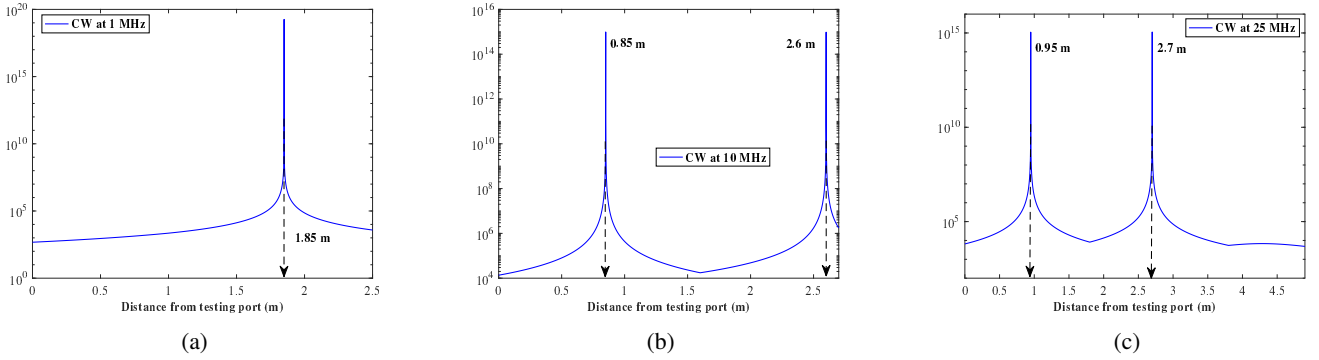 10^20
10^15
10^10
10^5
10^0
CW at 1 MHz
1.85 m
0 0.5 1 1.5 2 2.5
Distance from testing port (m)
(a)
10^16
10^15
10^14
10^12
10^10
10^8
10^6
10^4
0.85 m
2.6 m
CW at 10 MHz
0 0.5 1 1.5 2 2.5
Distance from testing port (m)
(b)
10^15
10^10
10^5
CW at 25 MHz
0.95 m
2.7 m
0 0.5 1 1.5 2 2.5 3 3.5 4 4.5
Distance from testing port (m)
(c)